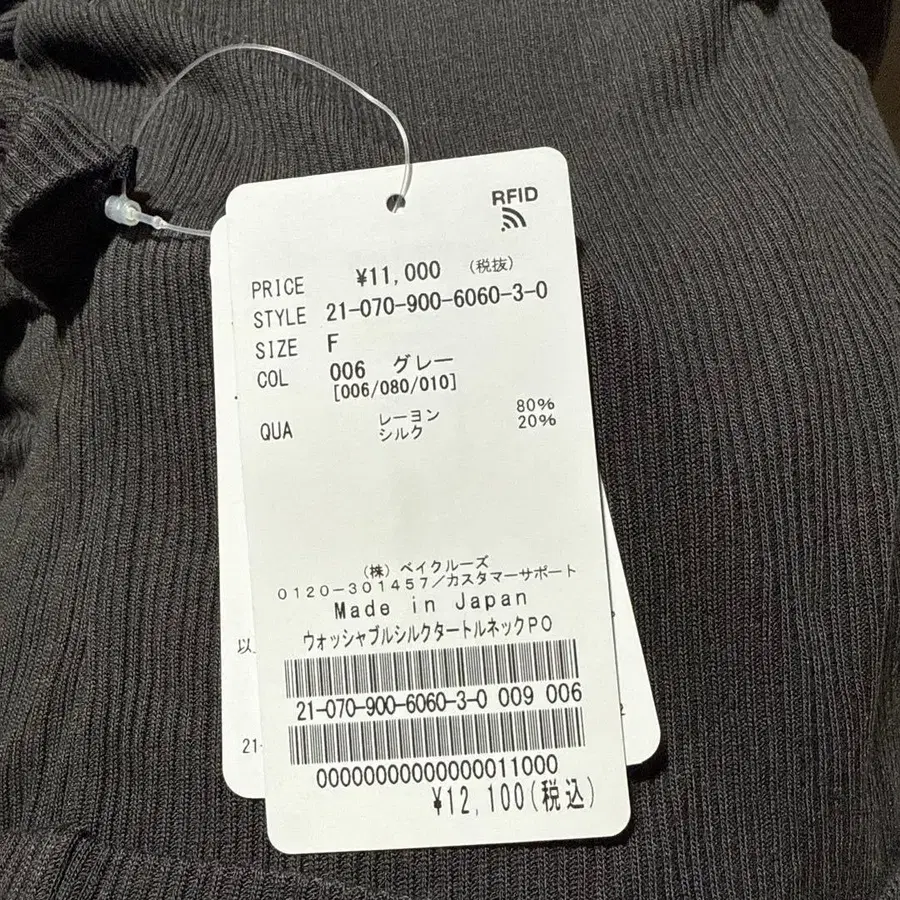 RFID
PRICE ¥11,000 (税抜)
STYLE 21-070-900-6060-3-0
SIZE F
COL 006 グレー
[006/080/010]
QUA レーヨン 80%
シルク 20%
(株) ベイクルーズ
0120-301457/カスタマーサポート
Made in Japan
ウォッシャブルシルクタートルネックPO
21-070-900-6060-3-0 009 006
00000000000000011000
¥12,100(税込)
以
21-
2